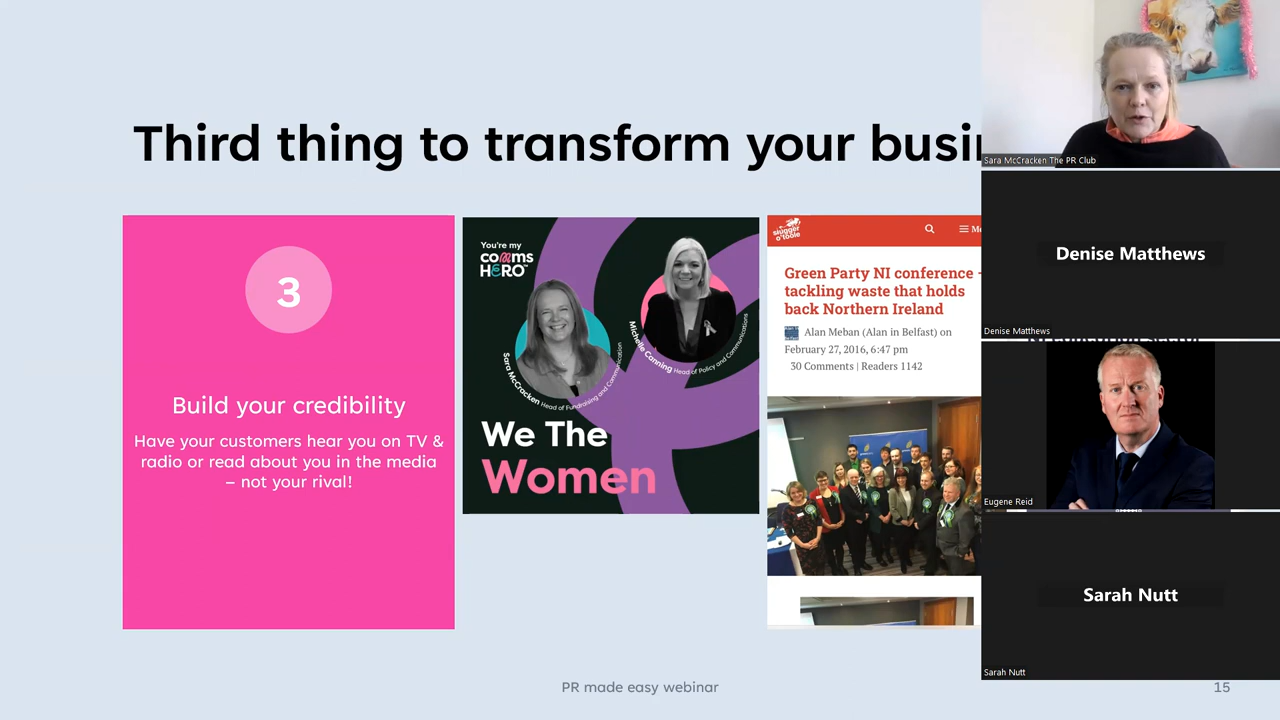 Third thing to transform your busin
3
Build your credibility
Have your customers hear you on TV &
radio or read about you in the media
– not your rival!
You're my
comms
HERO™
Sara McCracken Head of Fundraising and Communication
Michelle Canning Head of Policy and Communications
We The
Women
slugger
o'toole
Green Party NI conference -
tackling waste that holds
back Northern Ireland
Alan Meban (Alan in Belfast) on
February 27, 2016, 6:47 pm
30 Comments | Readers 1142
Sara McCracken The PR Club
Denise Matthews
Denise Matthews
Eugene Reid
Sarah Nutt
Sarah Nutt
PR made easy webinar
15